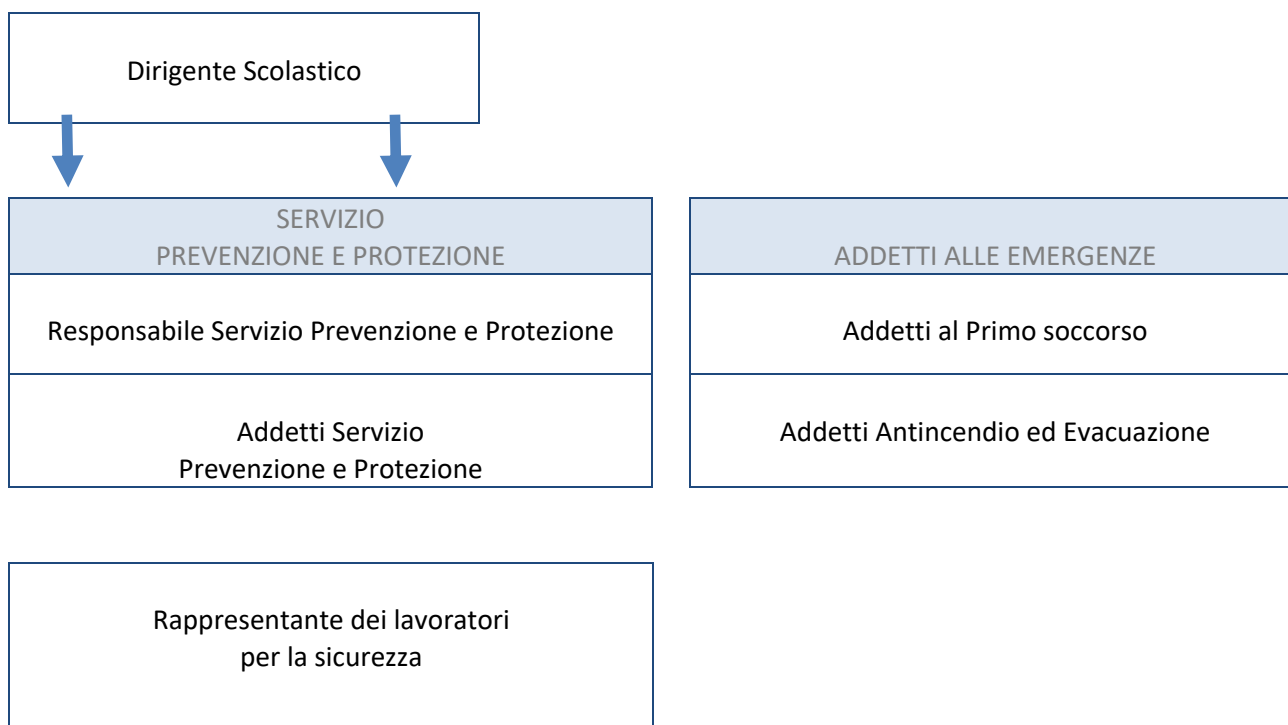 Dirigente Scolastico
SERVIZIO
PREVENZIONE E PROTEZIONE
Responsabile Servizio Prevenzione e Protezione
Addetti Servizio
Prevenzione e Protezione
ADDETTI ALLE EMERGENZE
Addetti al Primo soccorso
Addetti Antincendio ed Evacuazione
Rappresentante dei lavoratori
per la sicurezza